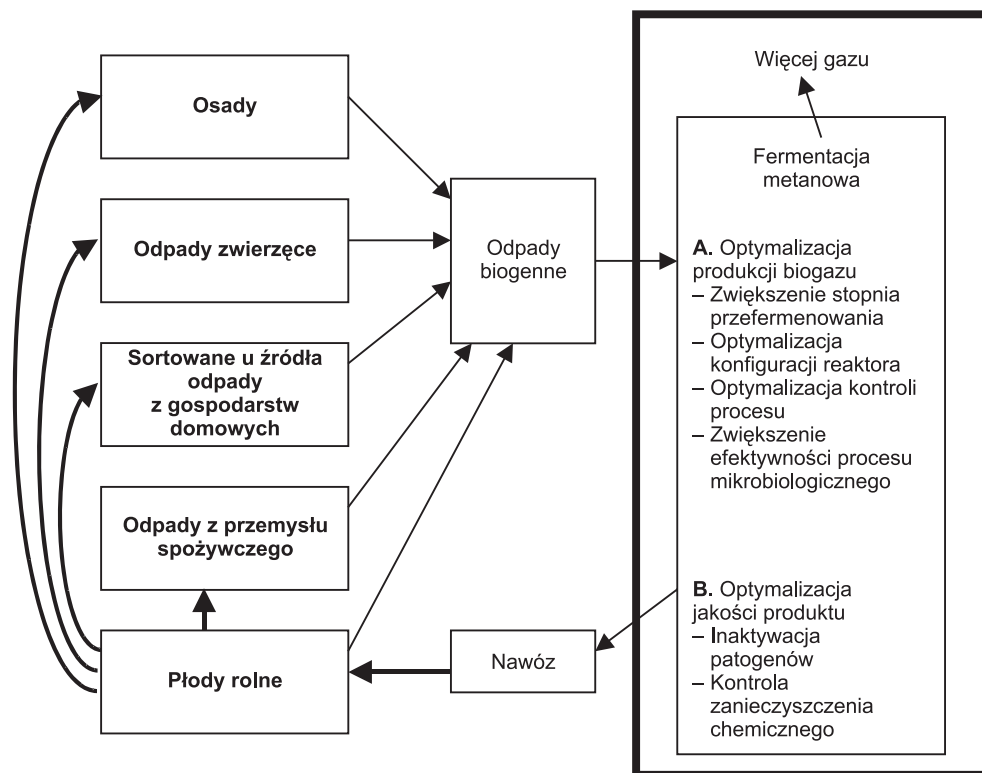 Osady
Odpady zwierzęce
Sortowane u źródła
odpady
z gospodarstw
domowych
Odpady z przemysłu
spożywczego
Płody rolne
Odpady
biogenne
Nawóz
Więcej gazu
Fermentacja
metanowa
A. Optymalizacja
produkcji biogazu
– Zwiększenie stopnia
przefermenowania
– Optymalizacja
konfiguracji reaktora
– Optymalizacja kontroli
procesu
– Zwiększenie
efektywności procesu
mikrobiologicznego
B. Optymalizacja
jakości produktu
– Inaktywacja
patogenów
– Kontrola
zanieczyszczenia
chemicznego